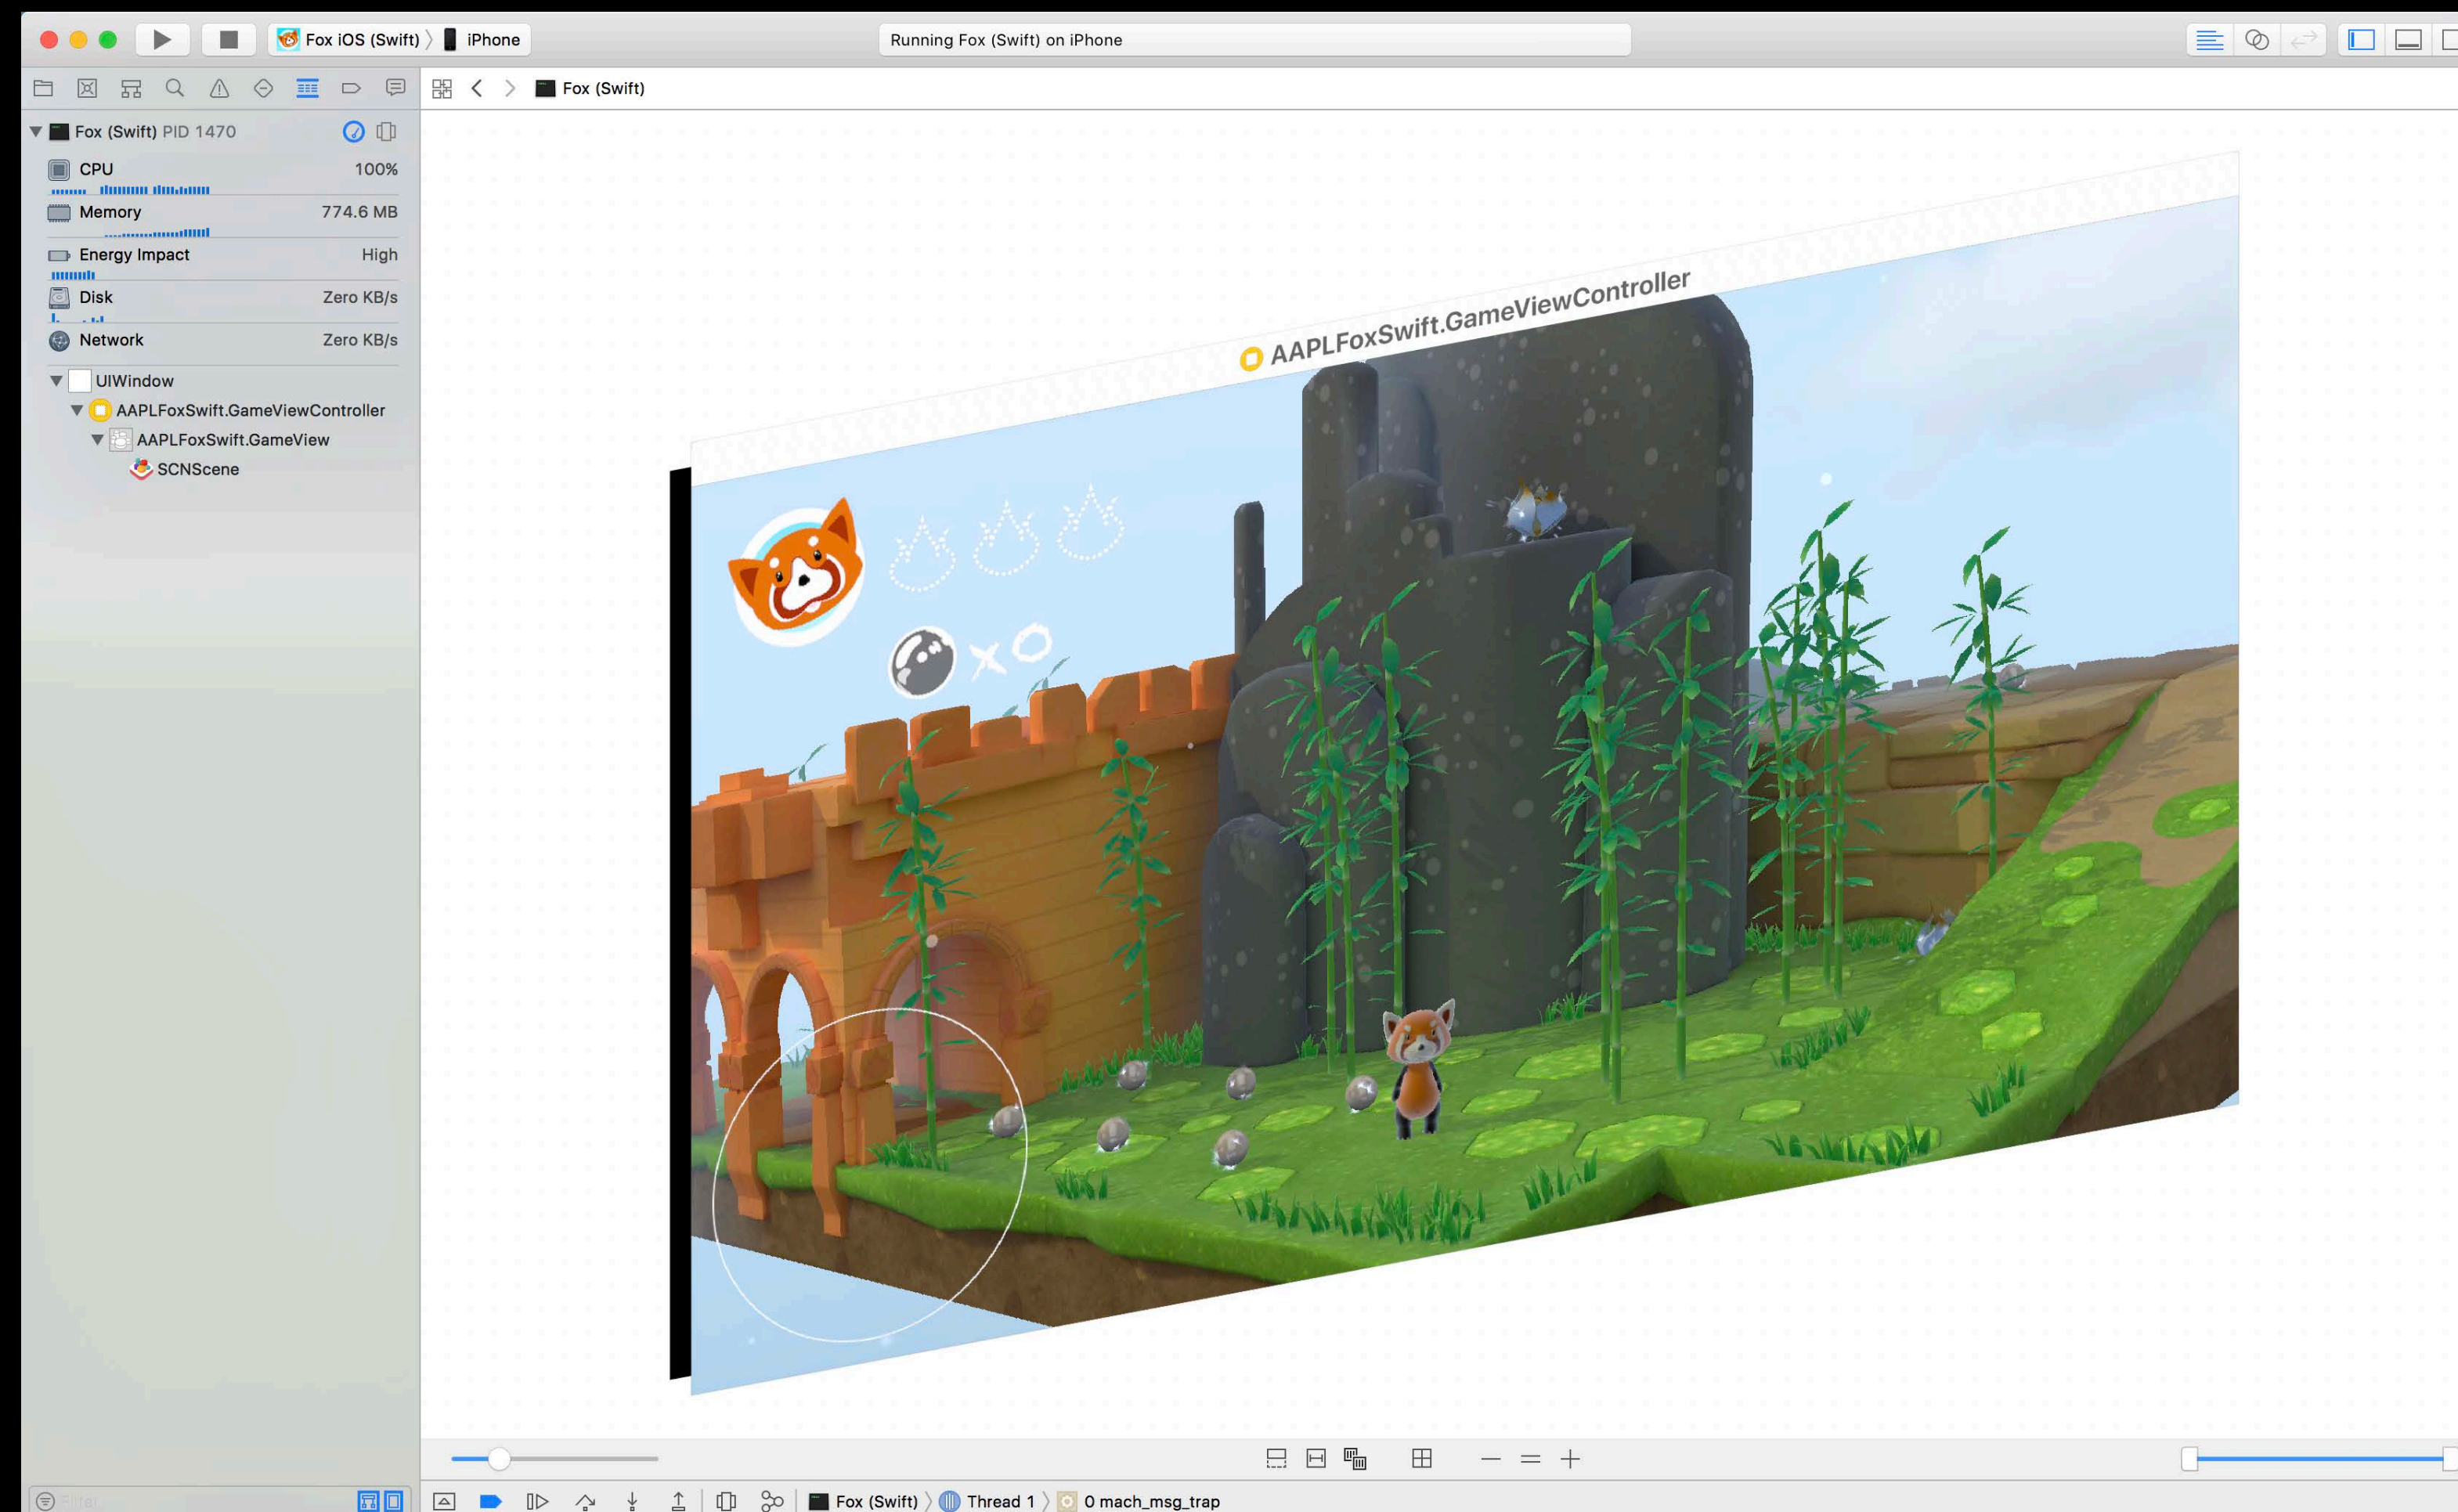 Fox iOS (Swift) iPhone
Running Fox (Swift) on iPhone
Fox (Swift)
Fox (Swift) PID 1470
CPU 100%
Memory 774.6 MB
Energy Impact High
Disk Zero KB/s
Network Zero KB/s
UIWindow
AAPLFoxSwift.GameViewController
AAPLFoxSwift.GameView
SCNScene
AAPLFoxSwift.GameViewController
x0
Filter
Fox (Swift) Thread 1 0 mach_msg_trap